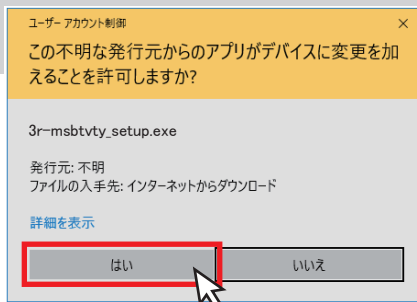 ユーザー アカウント制御
この不明な発行元からのアプリがデバイスに変更を加
えることを許可しますか?
3r-msbtvty_setup.exe
発行元: 不明
ファイルの入手先: インターネットからダウンロード
詳細を表示
はい
いいえ